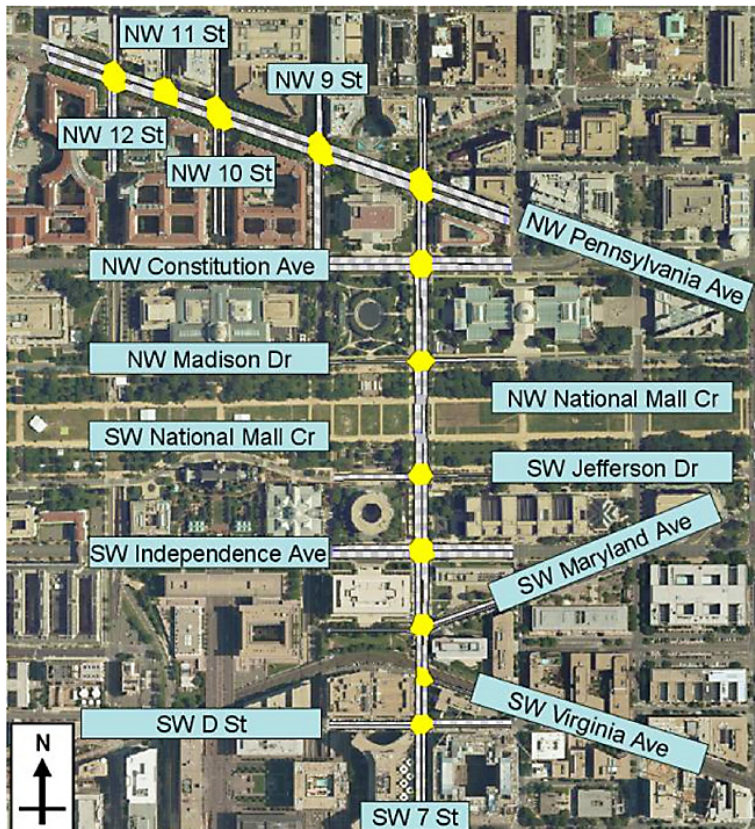 NW 11 St
NW 9 St
NW 12 St
NW 10 St
NW Pennsylvania Ave
NW Constitution Ave
NW Madison Dr
NW National Mall Cr
SW National Mall Cr
SW Jefferson Dr
SW Independence Ave
SW Maryland Ave
SW Virginia Ave
SW D St
N
SW 7 St